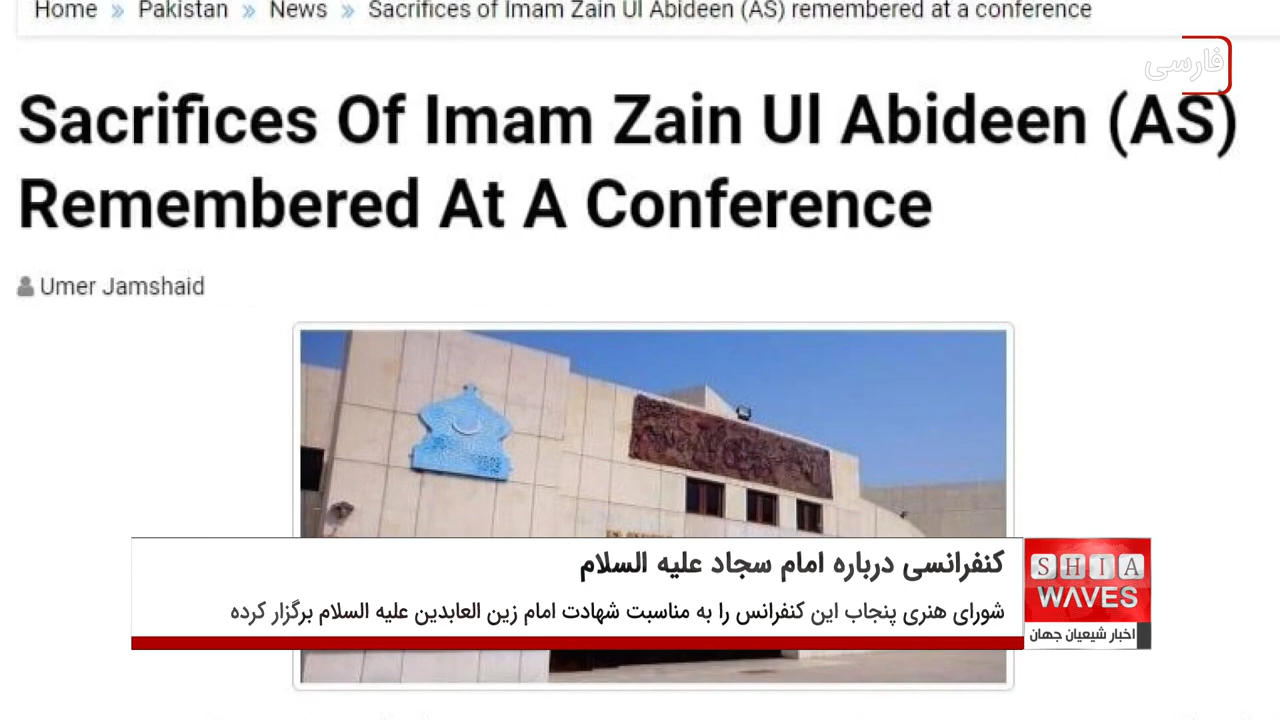 Home » Pakistan » News » Sacrifices of Imam Zain Ul Abideen (AS) remembered at a conference
فارسی
Sacrifices Of Imam Zain Ul Abideen (AS)
Remembered At A Conference
Umer Jamshaid
کنفرانسی درباره امام سجاد علیه السلام
شورای هنری پنجاب این کنفرانس را به مناسبت شهادت امام زین العابدین علیه السلام برگزار کرده
SHIA
WAVES
اخبار شیعیان جهان